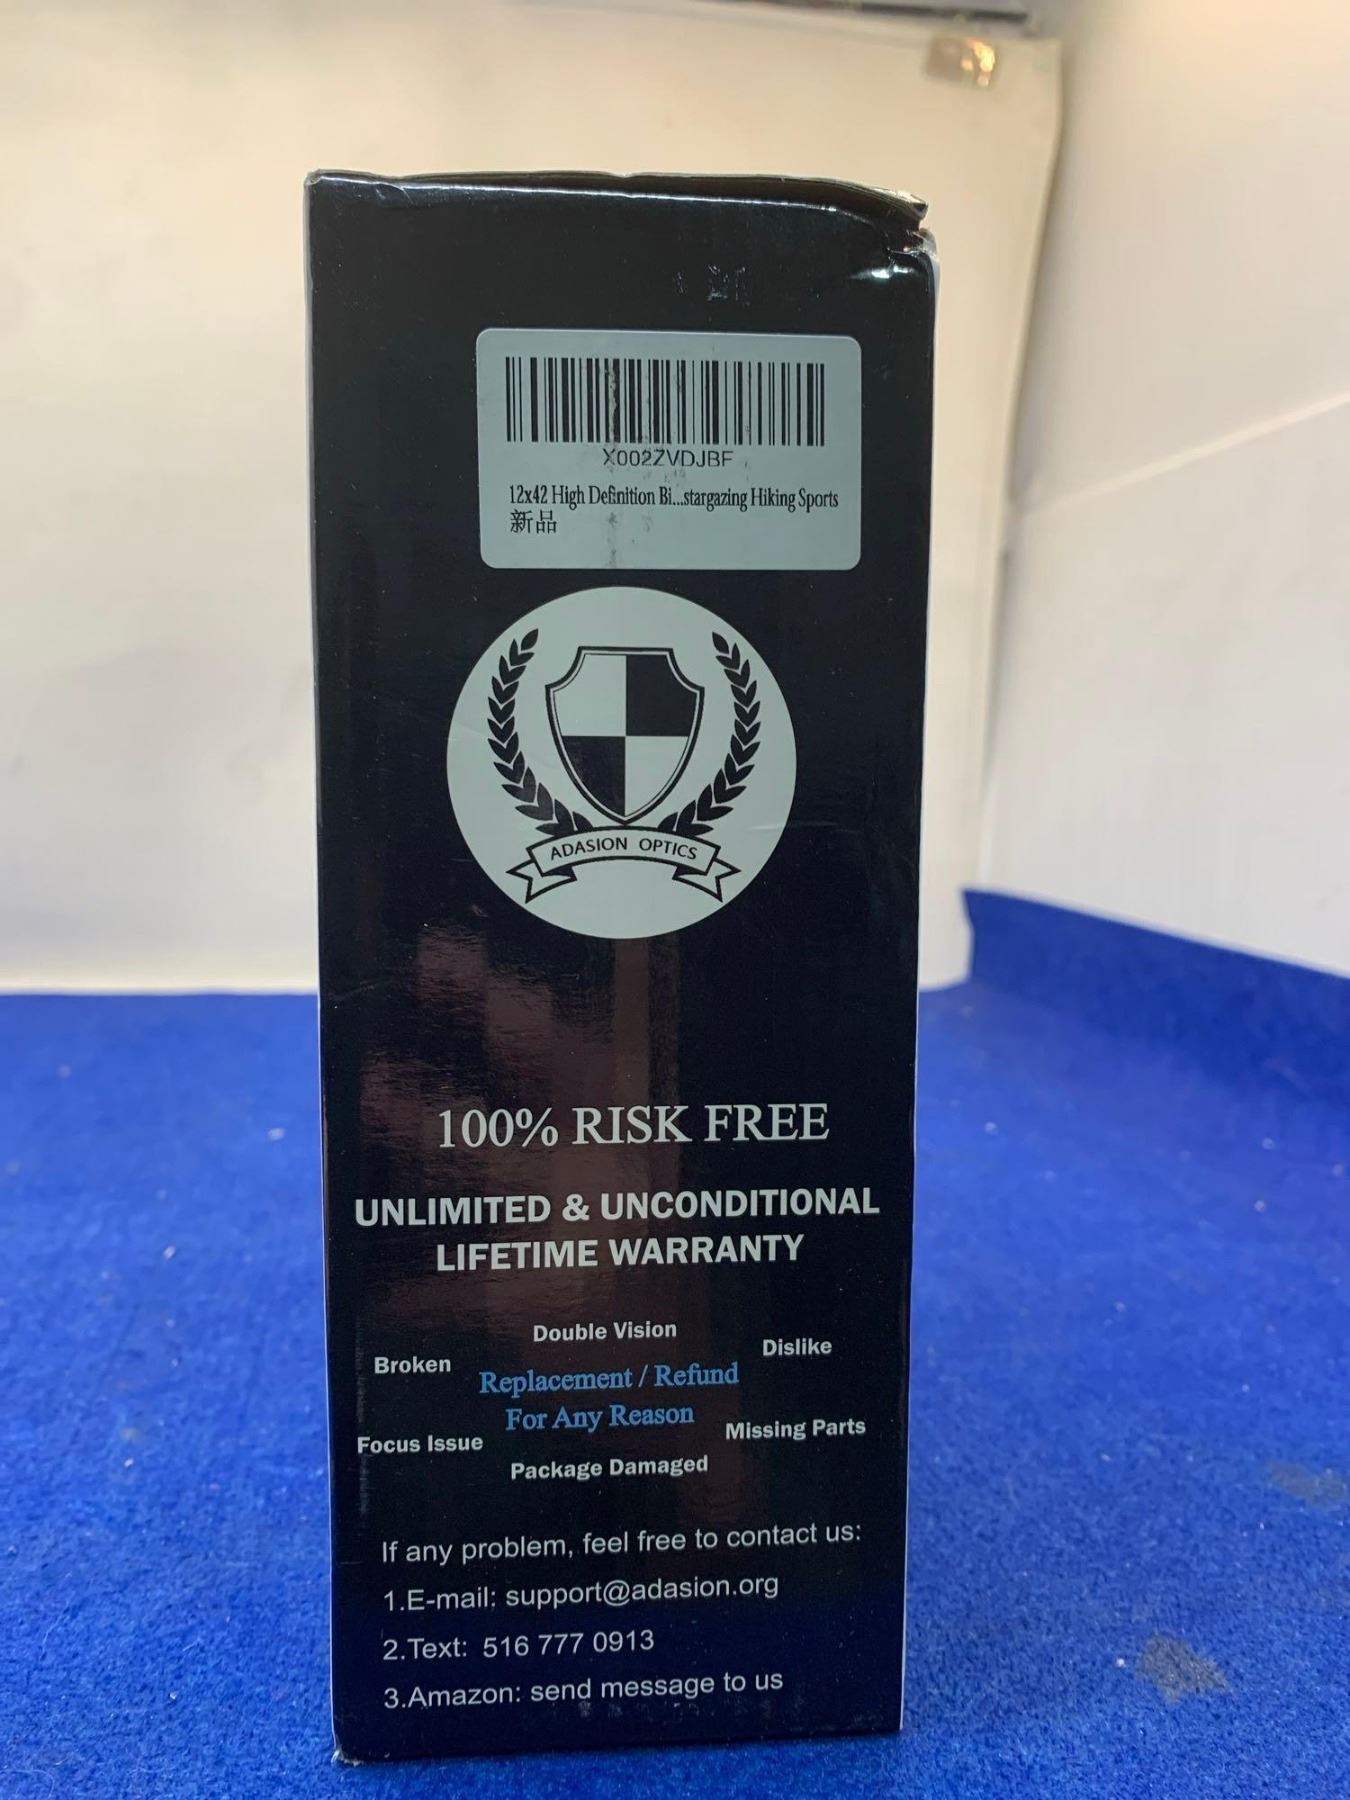 X002ZVDJBF
12x42 High Definition Bi...stargazing Hiking Sports
新品
ADASION OPTICS
100% RISK FREE
UNLIMITED & UNCONDITIONAL
LIFETIME WARRANTY
Double Vision
Broken
Dislike
Replacement / Refund
For Any Reason
Focus Issue
Missing Parts
Package Damaged
If any problem, feel free to contact us:
1.E-mail: support@adasion.org
2.Text: 516 777 0913
3.Amazon: send message to us